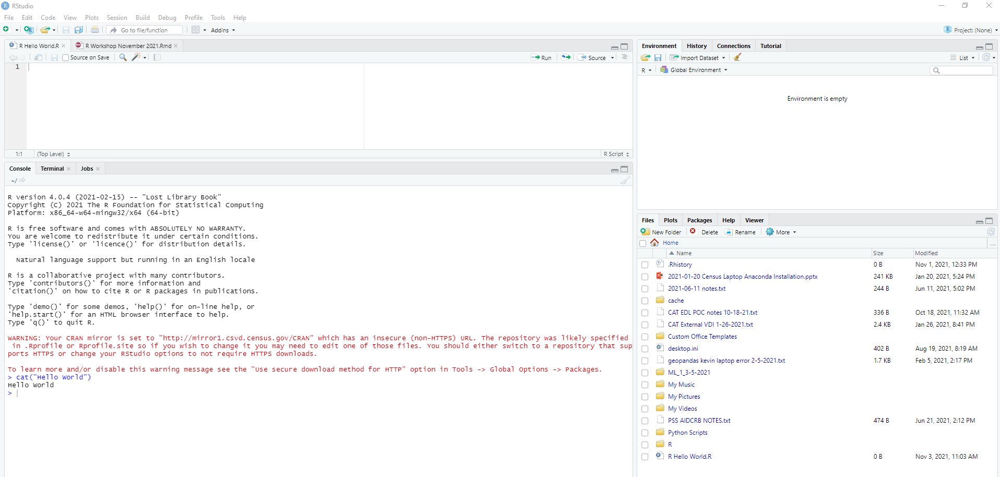 RStudio
File Edit Code View Plots Session Build Debug Profile Tools Help
Go to file/function Addins Project: (None)
R Hello World.R R Workshop November 2021.Rmd
Source on Save Run Source
1
1:1 (Top Level) R Script
Console Terminal Jobs
~/
R version 4.0.4 (2021-02-15) -- "Lost Library Book"
Copyright (C) 2021 The R Foundation for Statistical Computing
Platform: x86_64-w64-mingw32/x64 (64-bit)
R is free software and comes with ABSOLUTELY NO WARRANTY.
You are welcome to redistribute it under certain conditions.
Type 'license()' or 'licence()' for distribution details.
Natural language support but running in an English locale
R is a collaborative project with many contributors.
Type 'contributors()' for more information and
'citation()' on how to cite R or R packages in publications.
Type 'demo()' for some demos, 'help()' for on-line help, or
'help.start()' for an HTML browser interface to help.
Type 'q()' to quit R.
WARNING: Your CRAN mirror is set to "http://mirror1.csvd.census.gov/CRAN" which has an insecure (non-HTTPS) URL. The repository was likely specified
in .Rprofile or Rprofile.site so if you wish to change it you may need to edit one of those files. You should either switch to a repository that sup
ports HTTPS or change your RStudio options to not require HTTPS downloads.
To learn more and/or disable this warning message see the "Use secure download method for HTTP" option in Tools -> Global Options -> Packages.
> cat("Hello World")
Hello World
>
Environment History Connections Tutorial
Import Dataset List
R Global Environment
Environment is empty
Files Plots Packages Help Viewer
New Folder Delete Rename More
Home ...
Name Size Modified
.Rhistory 0 B Nov 1, 2021, 12:33 PM
2021-01-20 Census Laptop Anaconda Installation.pptx 241 KB Jan 20, 2021, 5:24 PM
2021-06-11 notes.txt 244 B Jun 11, 2021, 5:02 PM
cache
CAT EDL POC notes 10-18-21.txt 336 B Oct 18, 2021, 11:32 AM
CAT External VDI 1-26-2021.txt 2.4 KB Jan 26, 2021, 8:41 PM
Custom Office Templates
desktop.ini 402 B Aug 19, 2021, 8:19 AM
geopandas kevin laptop error 2-5-2021.txt 1.7 KB Feb 5, 2021, 2:17 PM
ML_1_3-5-2021
My Music
My Pictures
My Videos
PSS AIDCRB NOTES.txt 474 B Jun 21, 2021, 2:12 PM
Python Scripts
R
R Hello World.R 0 B Nov 3, 2021, 11:03 AM